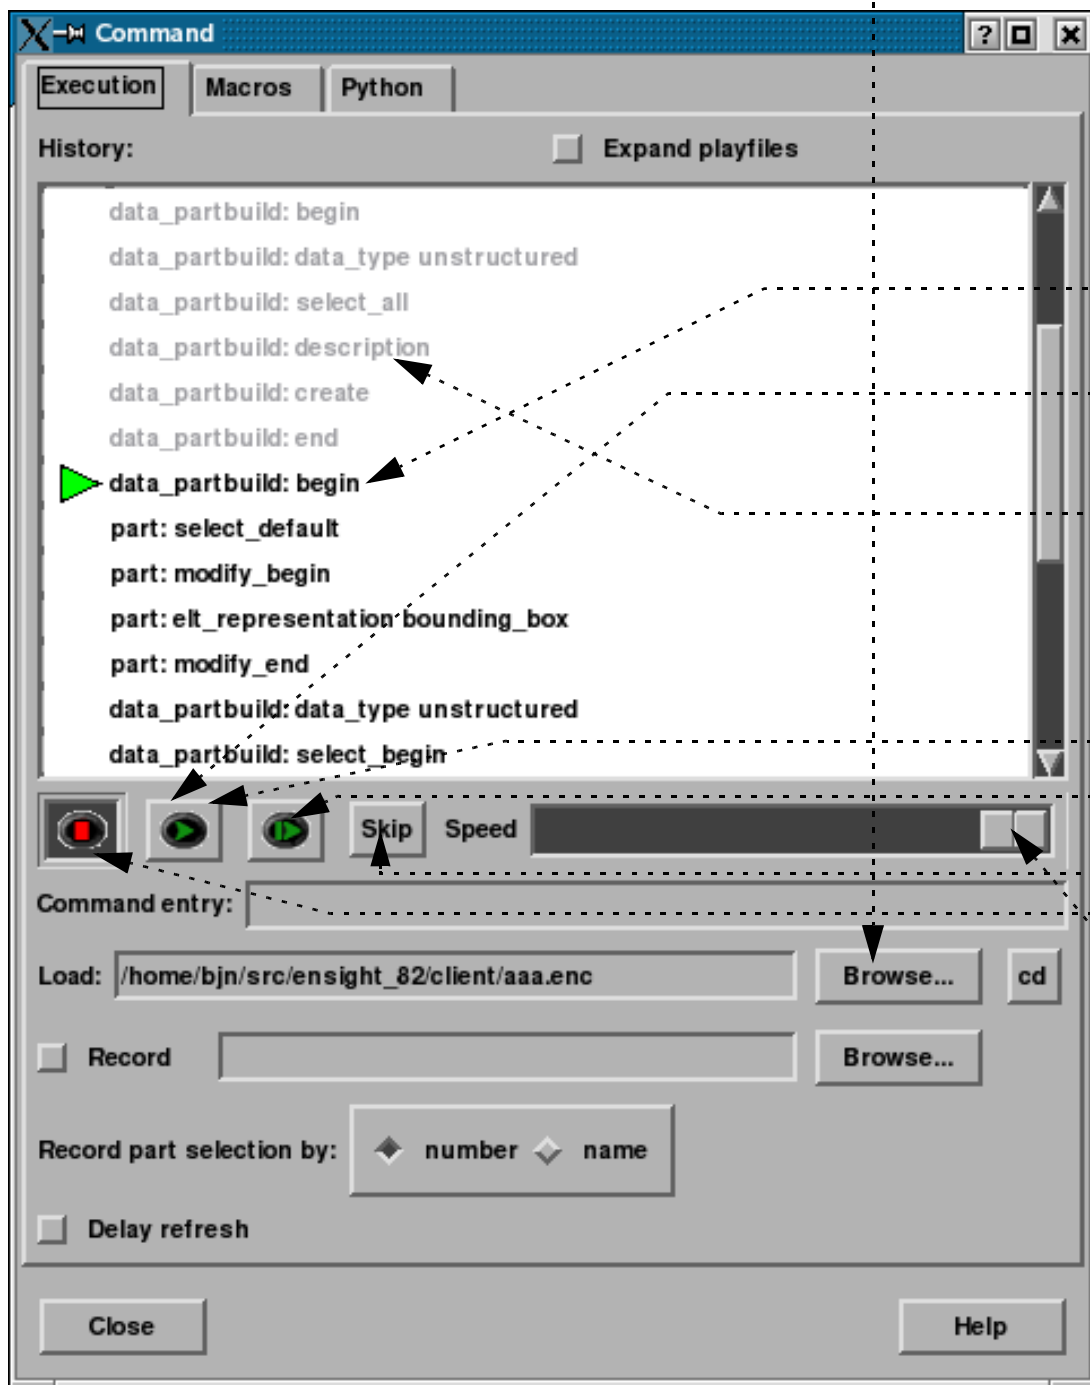 Command
Execution Macros Python
History: Expand playfiles
data_partbuild: begin
data_partbuild: data_type unstructured
data_partbuild: select_all
data_partbuild: description
data_partbuild: create
data_partbuild: end
data_partbuild: begin
part: select_default
part: modify_begin
part: elt_representation bounding_box
part: modify_end
data_partbuild: data_type unstructured
data_partbuild: select_begin
Skip Speed
Command entry:
Load: /home/bjn/src/ensight_82/client/aaa.enc Browse... cd
Record Browse...
Record part selection by: number name
Delay refresh
Close Help